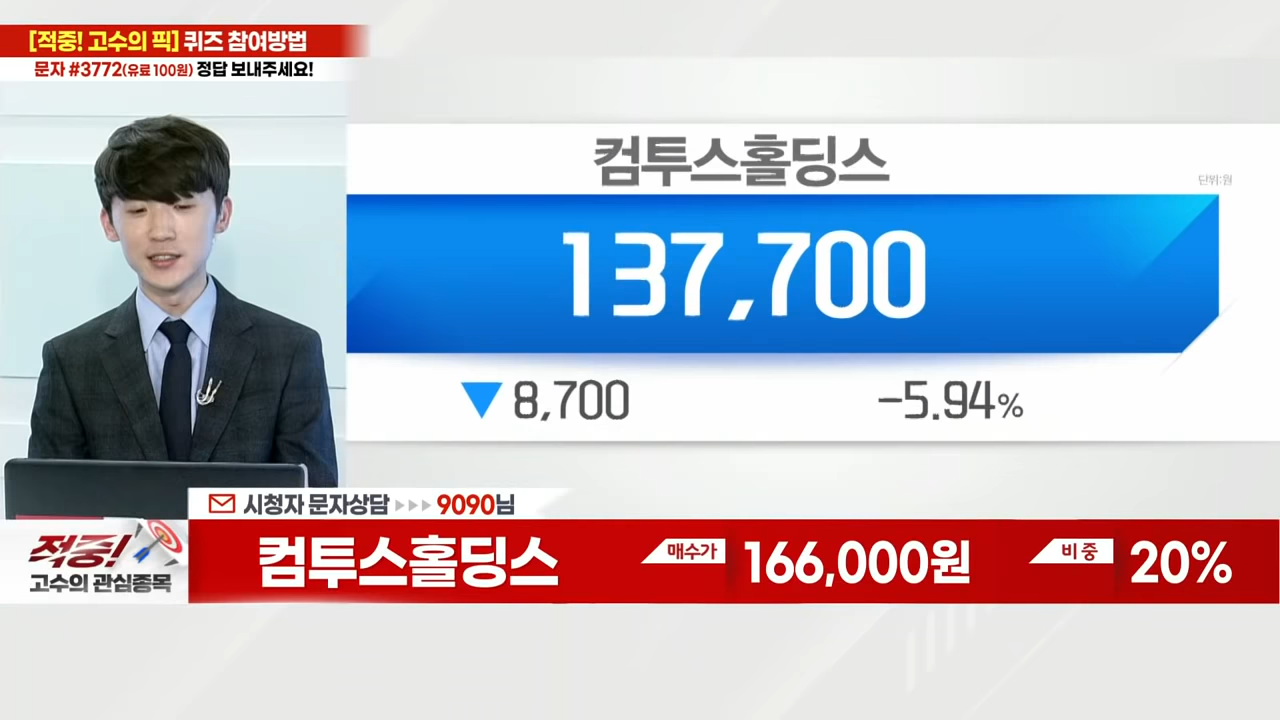 [적중! 고수의 픽] 퀴즈 참여방법
문자 #3772(유료 100원) 정답 보내주세요!
컴투스홀딩스
단위:원
137,700
▼ 8,700 -5.94%
시청자 문자상담 ▶▶▶ 9090님
적중!
고수의 관심종목
컴투스홀딩스 매수가 166,000원 비중 20%